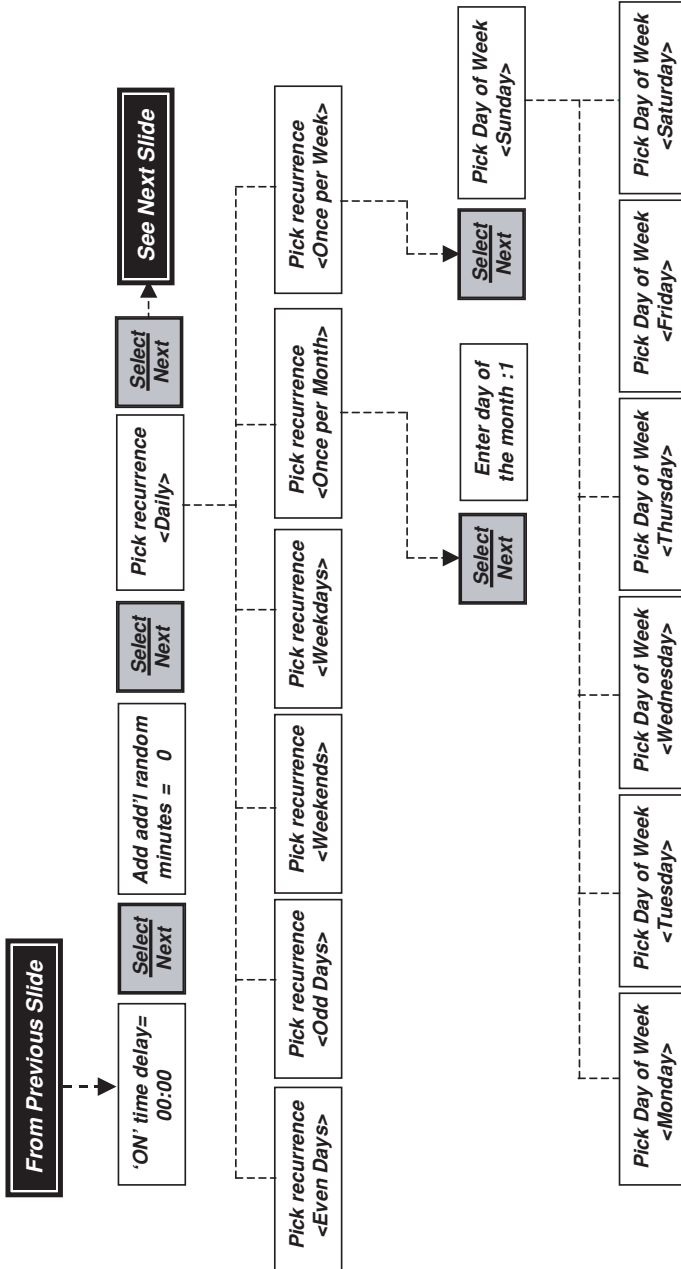 From Previous Slide
'ON' time delay=
00:00
Select
Next
Add add'l random
minutes = 0
Select
Next
Pick recurrence
<Daily>
Select
Next
See Next Slide
Pick recurrence
<Even Days>
Pick recurrence
<Odd Days>
Pick recurrence
<Weekends>
Pick recurrence
<Weekdays>
Pick recurrence
<Once per Month>
Pick recurrence
<Once per Week>
Select
Next
Enter day of
the month :1
Select
Next
Pick Day of Week
<Sunday>
Pick Day of Week
<Monday>
Pick Day of Week
<Tuesday>
Pick Day of Week
<Wednesday>
Pick Day of Week
<Thursday>
Pick Day of Week
<Friday>
Pick Day of Week
<Saturday>